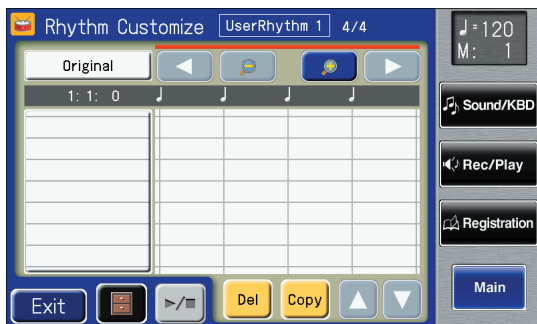 Rhythm Customize UserRhythm 1 4/4
♩=120
M: 1
Original
1: 1: 0
Sound/KBD
Rec/Play
Registration
Main
Exit
Del Copy